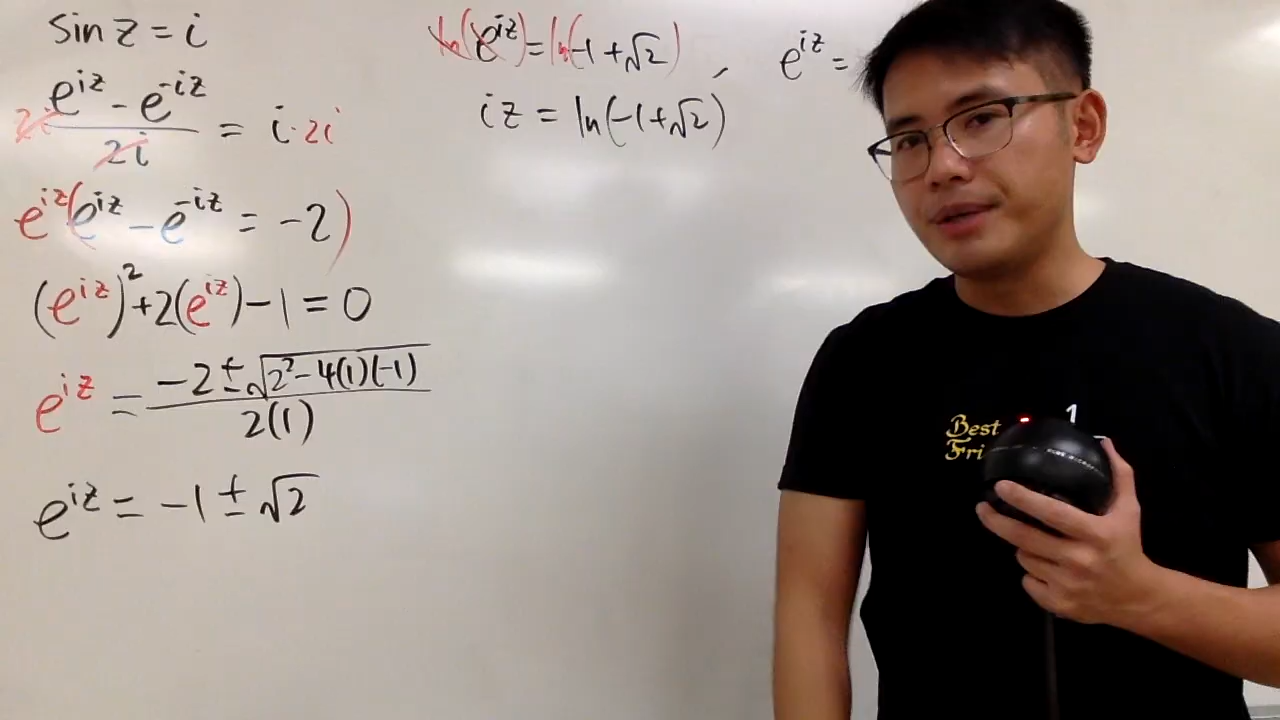 sin z = i
2i · (e^{iz} - e^{-iz}) / 2i = i · 2i
e^{iz}(e^{iz} - e^{-iz} = -2)
(e^{iz})^2 + 2(e^{iz}) - 1 = 0
e^{iz} = (-2 ± √(2^2 - 4(1)(-1))) / 2(1)
e^{iz} = -1 ± √2
ln(e^{iz}) = ln(-1 + √2) ,
iz = ln(-1 + √2)
e^{iz} =
Best
Fri